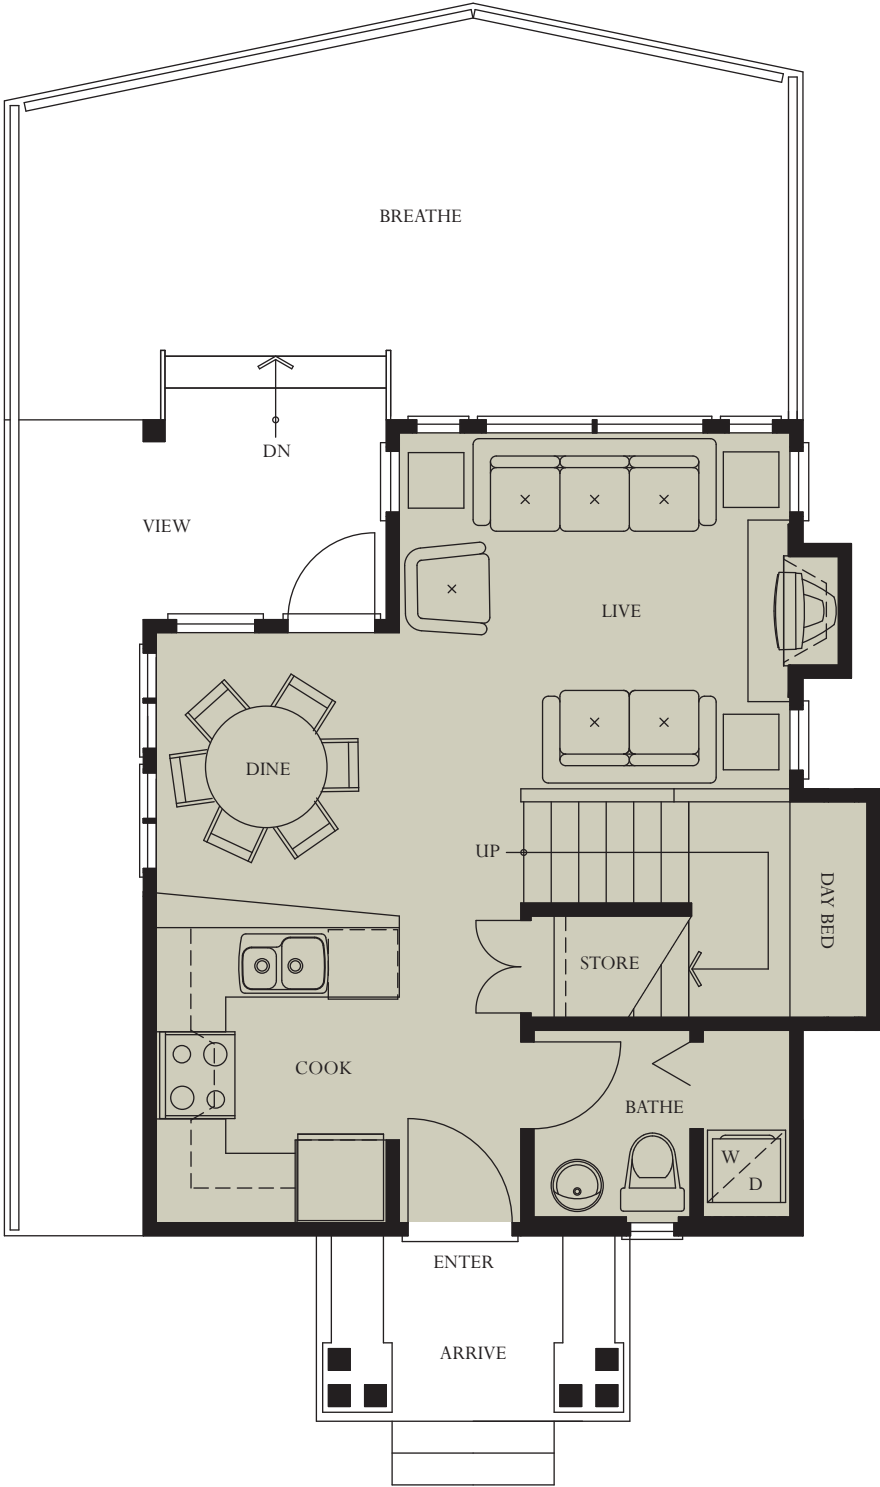 BREATHE
DN
VIEW
LIVE
DINE
UP
DAY BED
STORE
COOK
BATHE
W
D
ENTER
ARRIVE